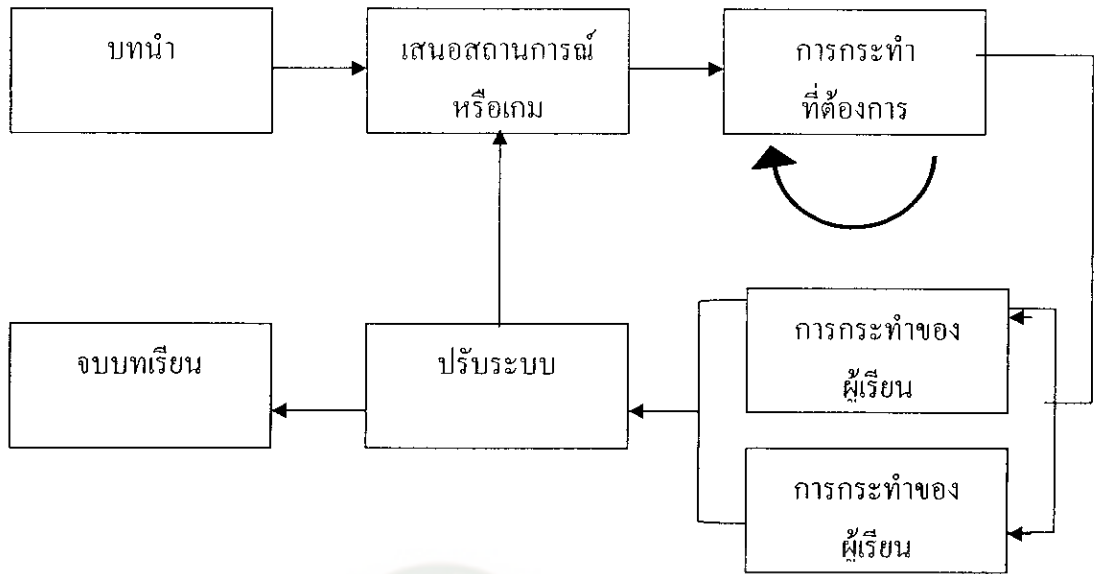 บทนำ
เสนอสถานการณ์
หรือเกม
การกระทำ
ที่ต้องการ
จบบทเรียน
ปรับระบบ
การกระทำของ
ผู้เรียน
การกระทำของ
ผู้เรียน